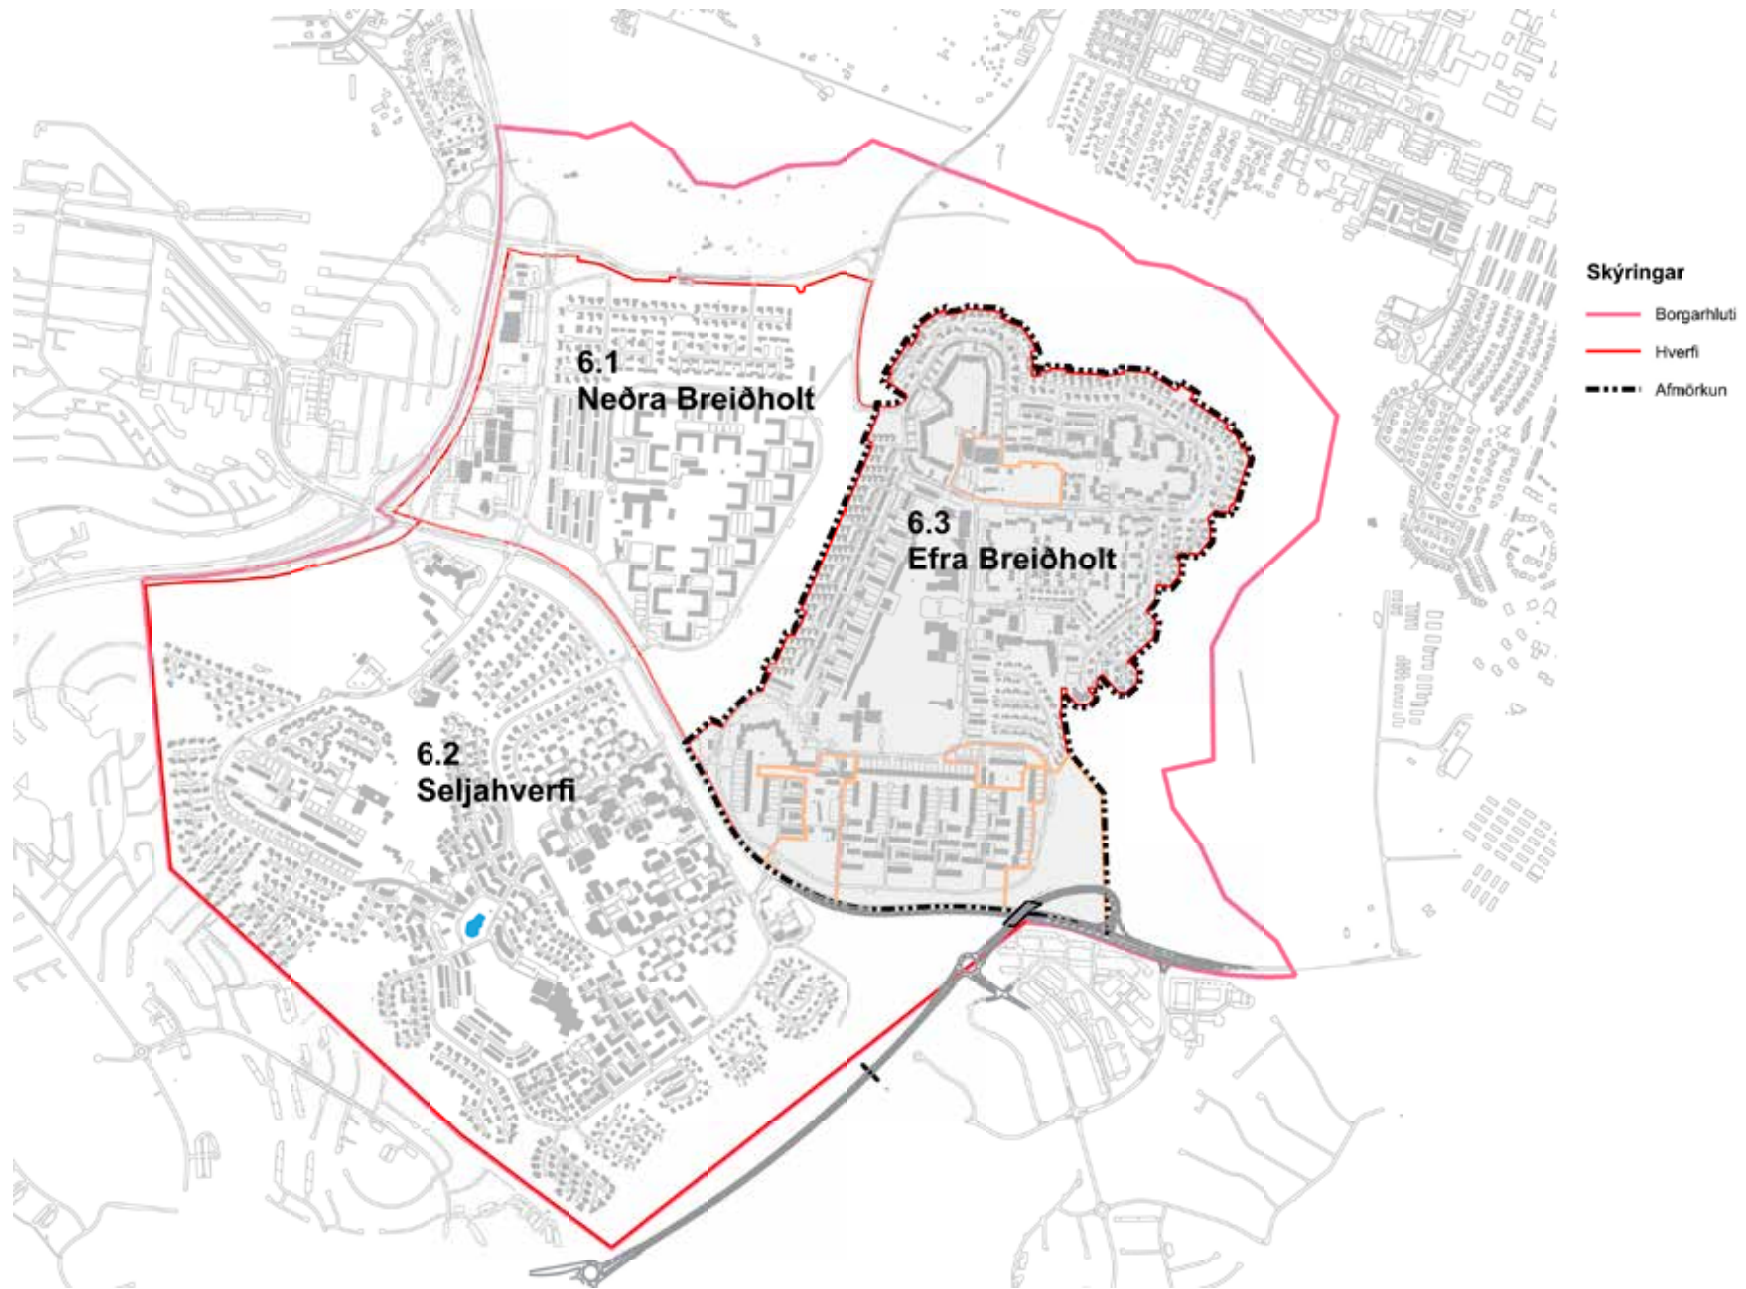 6.1
Neðra Breiðholt
6.3
Efra Breiðholt
6.2
Seljahverfi
Skýringar
Borgarhluti
Hverfi
Afmörkun